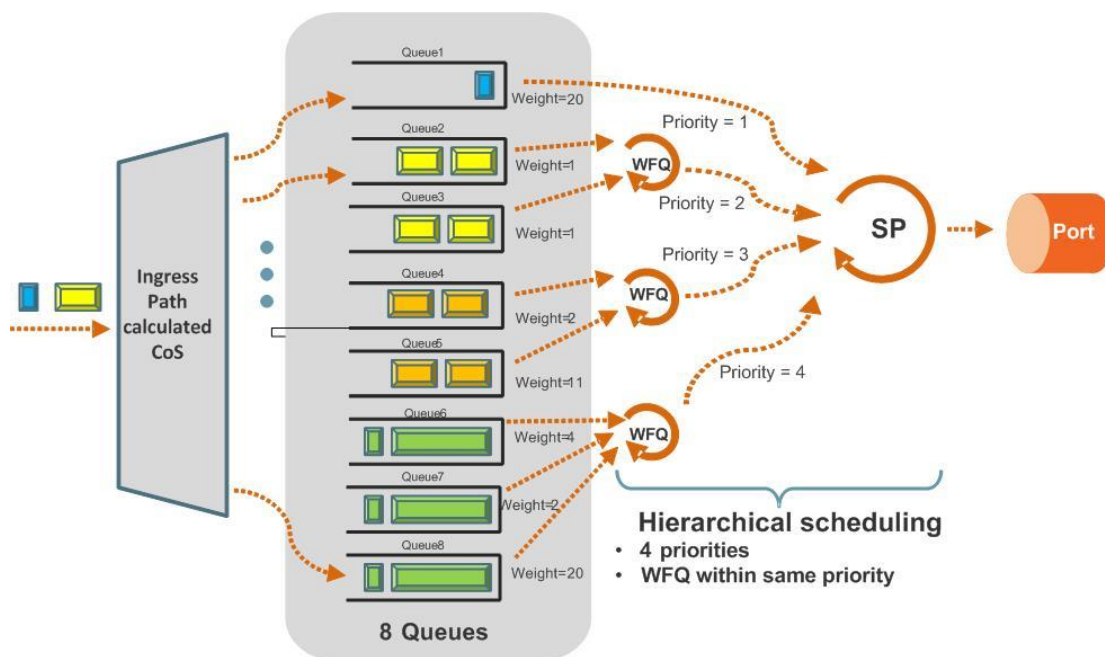 Queue1
Weight=20
Priority = 1
Queue2
Weight=1
WFQ
Priority = 2
Queue3
Weight=1
SP
Port
Ingress
Path
calculated
CoS
Queue4
Weight=2
WFQ
Priority = 3
Queue5
Weight=11
Priority = 4
Queue6
Weight=4
WFQ
Queue7
Weight=2
Queue8
Weight=20
8 Queues
Hierarchical scheduling
• 4 priorities
• WFQ within same priority